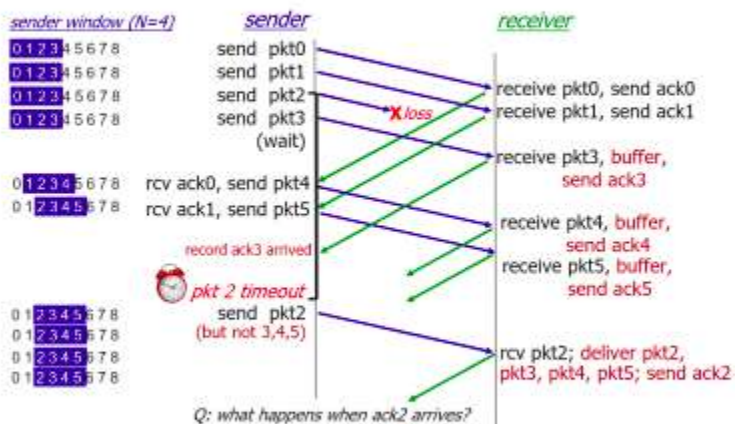 sender window (N=4)
sender
receiver
0 1 2 3 4 5 6 7 8
send pkt0
0 1 2 3 4 5 6 7 8
send pkt1
0 1 2 3 4 5 6 7 8
send pkt2
0 1 2 3 4 5 6 7 8
send pkt3
(wait)
X loss
receive pkt0, send ack0
receive pkt1, send ack1
receive pkt3, buffer,
send ack3
0 1 2 3 4 5 6 7 8
rcv ack0, send pkt4
0 1 2 3 4 5 6 7 8
rcv ack1, send pkt5
record ack3 arrived
receive pkt4, buffer,
send ack4
receive pkt5, buffer,
send ack5
pkt 2 timeout
0 1 2 3 4 5 6 7 8
send pkt2
0 1 2 3 4 5 6 7 8
(but not 3,4,5)
0 1 2 3 4 5 6 7 8
0 1 2 3 4 5 6 7 8
rcv pkt2; deliver pkt2,
pkt3, pkt4, pkt5; send ack2
Q: what happens when ack2 arrives?